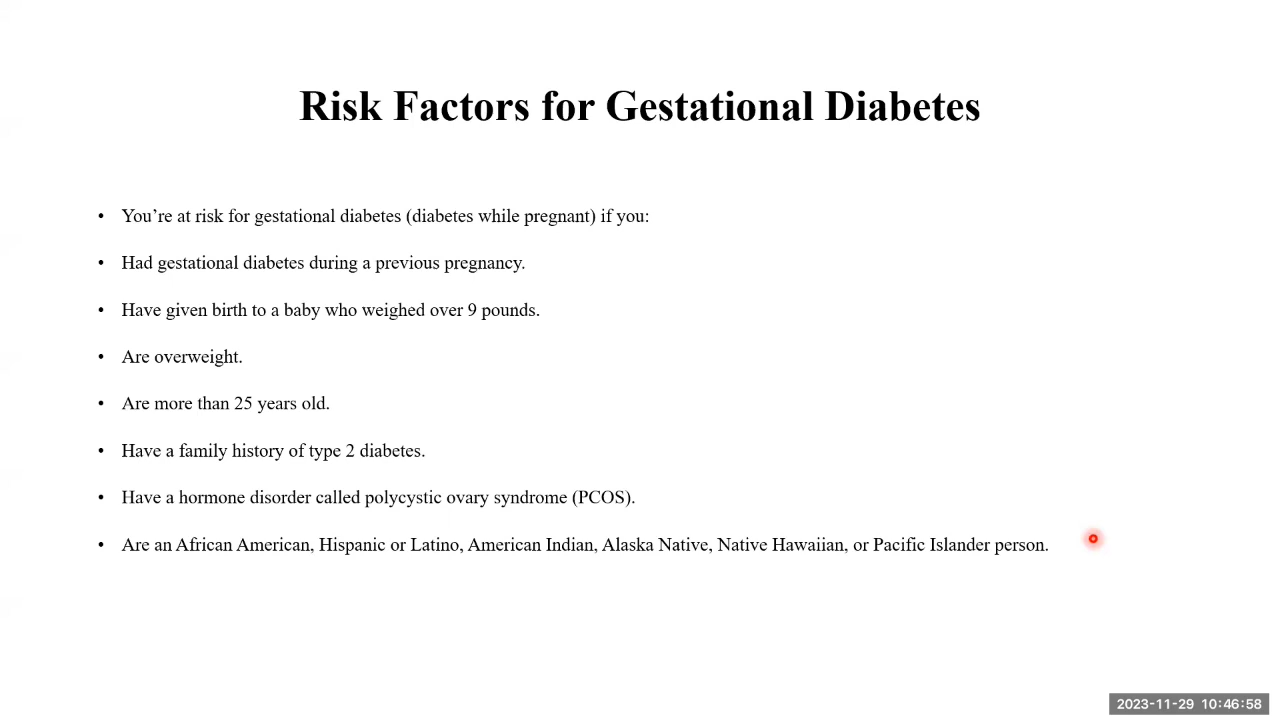 Risk Factors for Gestational Diabetes
• You’re at risk for gestational diabetes (diabetes while pregnant) if you:
• Had gestational diabetes during a previous pregnancy.
• Have given birth to a baby who weighed over 9 pounds.
• Are overweight.
• Are more than 25 years old.
• Have a family history of type 2 diabetes.
• Have a hormone disorder called polycystic ovary syndrome (PCOS).
• Are an African American, Hispanic or Latino, American Indian, Alaska Native, Native Hawaiian, or Pacific Islander person.
2023-11-29 10:46:58